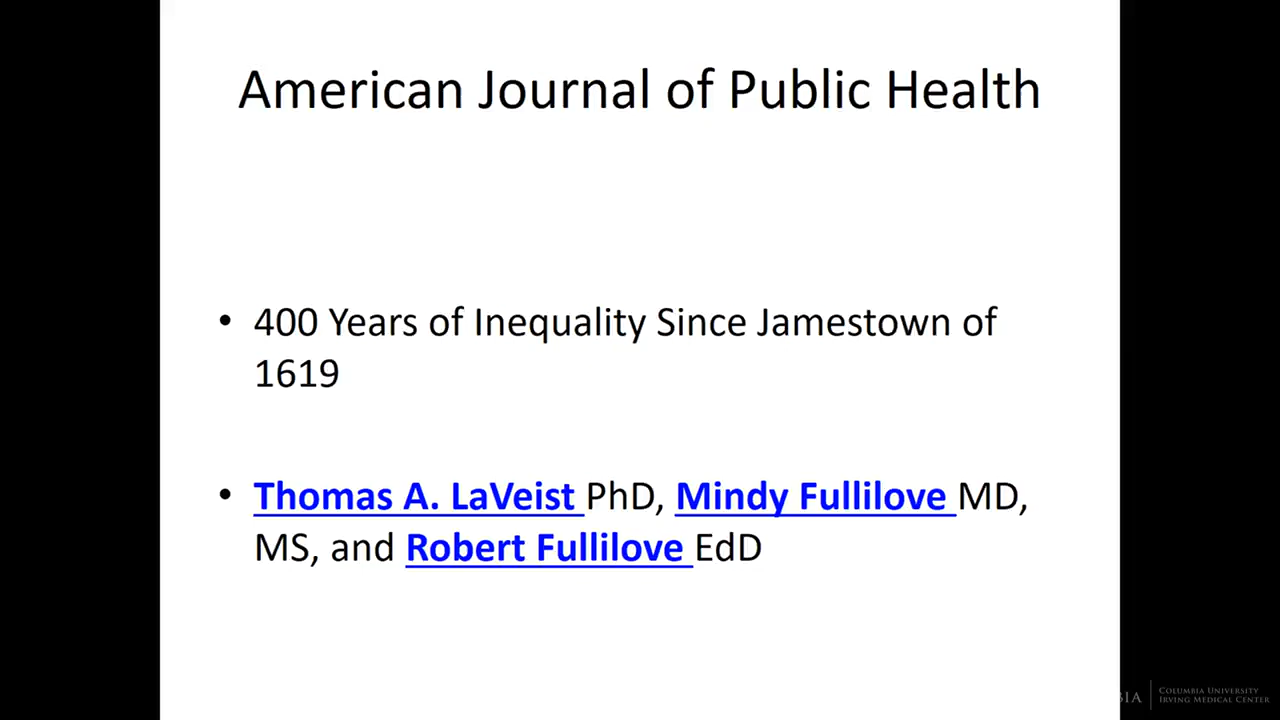 American Journal of Public Health
• 400 Years of Inequality Since Jamestown of
1619
• Thomas A. LaVeist PhD, Mindy Fullilove MD,
MS, and Robert Fullilove EdD
BIA | COLUMBIA UNIVERSITY
IRVING MEDICAL CENTER